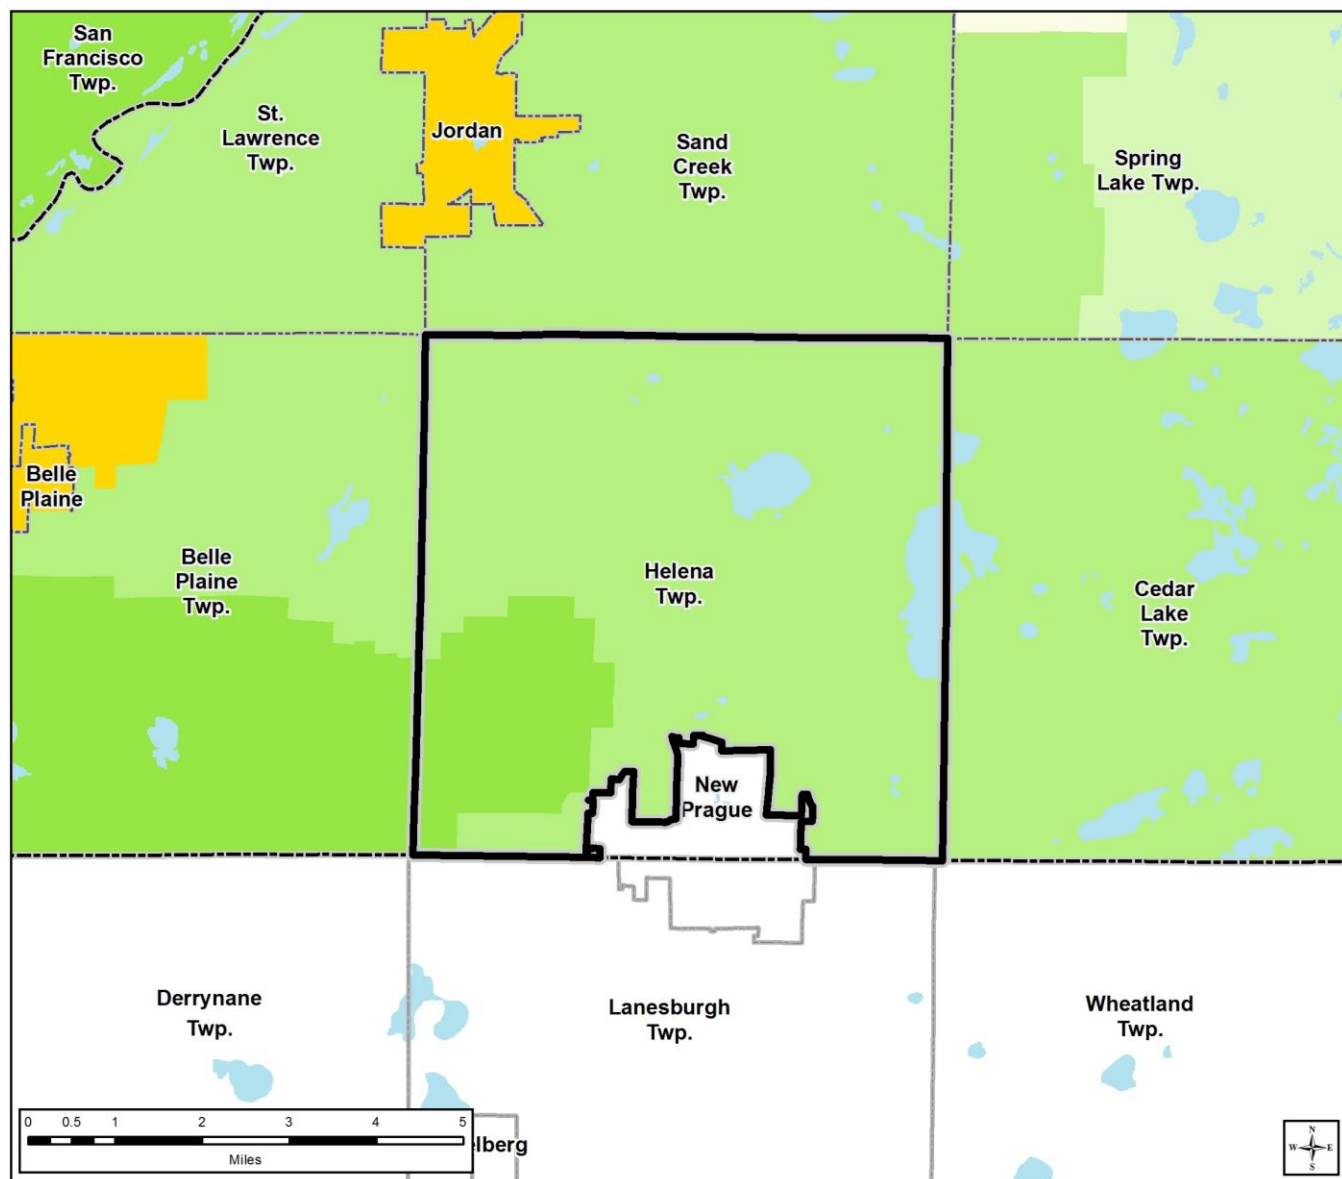 San
Francisco
Twp.
St.
Lawrence
Twp.
Jordan
Sand
Creek
Twp.
Spring
Lake Twp.
Belle
Plaine
Belle
Plaine
Twp.
Helena
Twp.
Cedar
Lake
Twp.
New
Prague
Derrynane
Twp.
Lanesburgh
Twp.
Wheatland
Twp.
0 0.5 1 2 3 4 5
Miles
elberg
N
W E
S